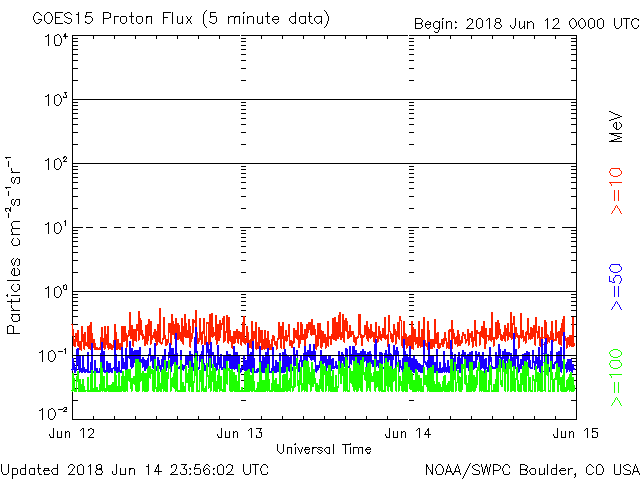 GOES15 Proton Flux (5 minute data)
Begin: 2018 Jun 12 0000 UTC
10⁴
10³
10²
10¹
10⁰
10⁻¹
10⁻²
Particles cm⁻²s⁻¹sr⁻¹
MeV
>=10
>=50
>=100
Jun 12
Jun 13
Jun 14
Jun 15
Universal Time
Updated 2018 Jun 14 23:56:02 UTC
NOAA/SWPC Boulder, CO USA